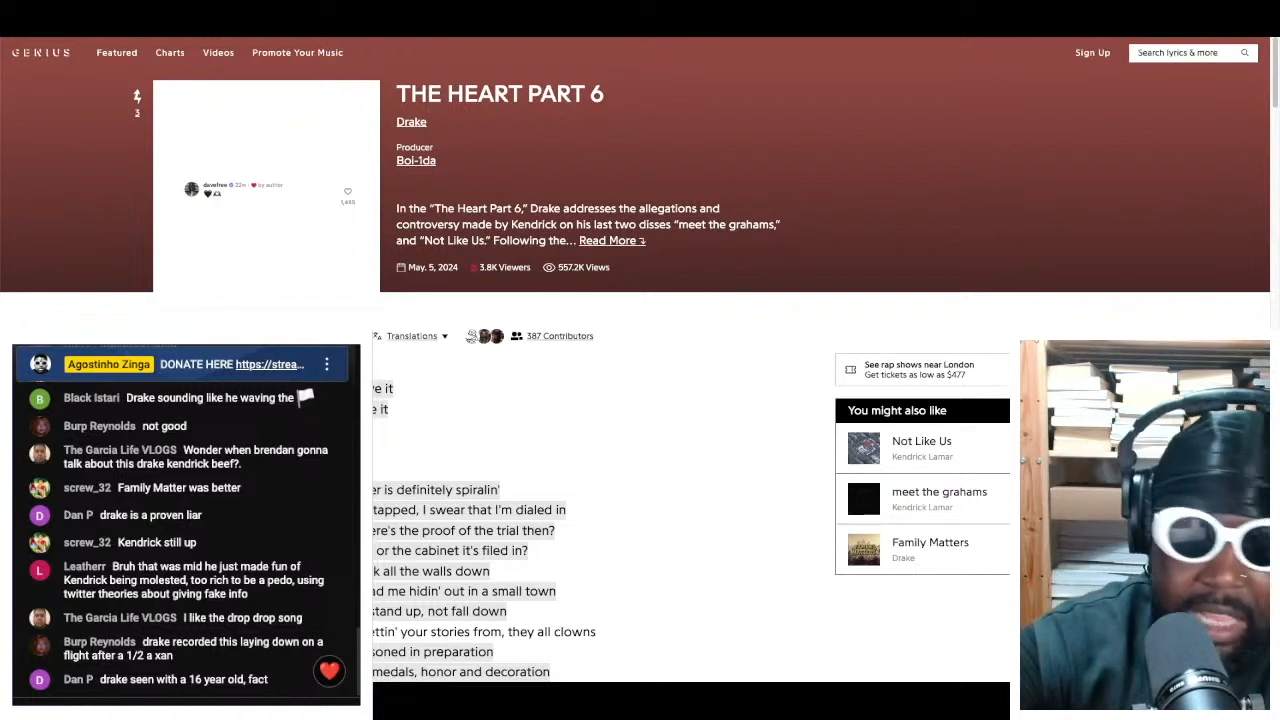 GENIUS
Featured
Charts
Videos
Promote Your Music
Sign Up
Search lyrics & more
3
davefree 22w by author
1,485
THE HEART PART 6
Drake
Producer
Boi-1da
In the “The Heart Part 6,” Drake addresses the allegations and
controversy made by Kendrick on his last two disses “meet the grahams,”
and “Not Like Us.” Following the… Read More
May. 5, 2024
3.8K Viewers
557.2K Views
Translations
387 Contributors
Agostinho Zinga DONATE HERE https://strea...
B Black Istari Drake sounding like he waving the
Burp Reynolds not good
The Garcia Life VLOGS Wonder when brendan gonna
talk about this drake kendrick beef?.
screw_32 Family Matter was better
D Dan P drake is a proven liar
screw_32 Kendrick still up
L Leatherr Bruh that was mid he just made fun of
Kendrick being molested, too rich to be a pedo, using
twitter theories about giving fake info
The Garcia Life VLOGS I like the drop drop song
Burp Reynolds drake recorded this laying down on a
flight after a 1/2 a xan
D Dan P drake seen with a 16 year old, fact
ve it
e it
er is definitely spiralin'
tapped, I swear that I'm dialed in
ere's the proof of the trial then?
or the cabinet it's filed in?
k all the walls down
ad me hidin' out in a small town
stand up, not fall down
ettin' your stories from, they all clowns
soned in preparation
medals, honor and decoration
See rap shows near London
Get tickets as low as $477
You might also like
Not Like Us
Kendrick Lamar
meet the grahams
Kendrick Lamar
Family Matters
Drake
SHURE